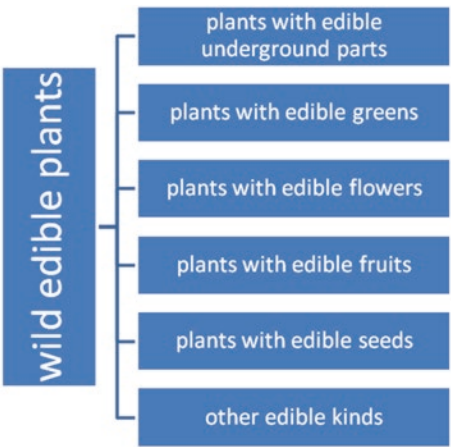 wild edible plants
plants with edible
underground parts
plants with edible greens
plants with edible flowers
plants with edible fruits
plants with edible seeds
other edible kinds